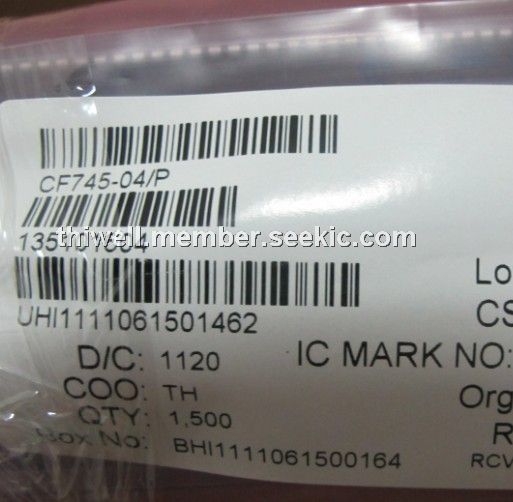 CF745-04/P
thiwell.member.seekic.com
UHI1111061501462
Lo
CS
D/C: 1120
IC MARK NO:
COO: TH
Org
QTY: 1,500
R
Box No: BHI1111061500164
RCV